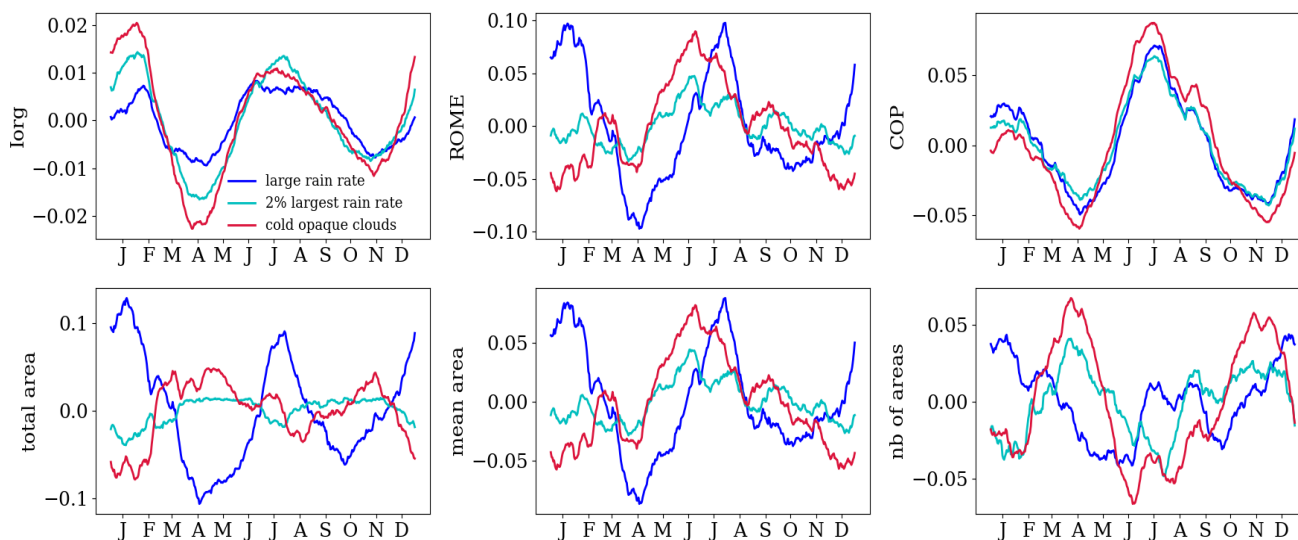 Iorg
0.02
0.01
0.00
−0.01
−0.02
large rain rate
2% largest rain rate
cold opaque clouds
J F M A M J J A S O N D
ROME
0.05
0.00
−0.05
−0.10
J F M A M J J A S O N D
COP
0.05
0.00
−0.05
J F M A M J J A S O N D
total area
0.1
0.0
−0.1
J F M A M J J A S O N D
mean area
0.05
0.00
−0.05
J F M A M J J A S O N D
nb of areas
0.05
0.00
−0.05
J F M A M J J A S O N D